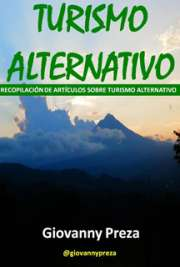 TURISMO
ALTERNATIVO
RECOPILACIÓN DE ARTÍCULOS SOBRE TURISMO ALTERNATIVO
Giovanny Preza
@giovannypreza